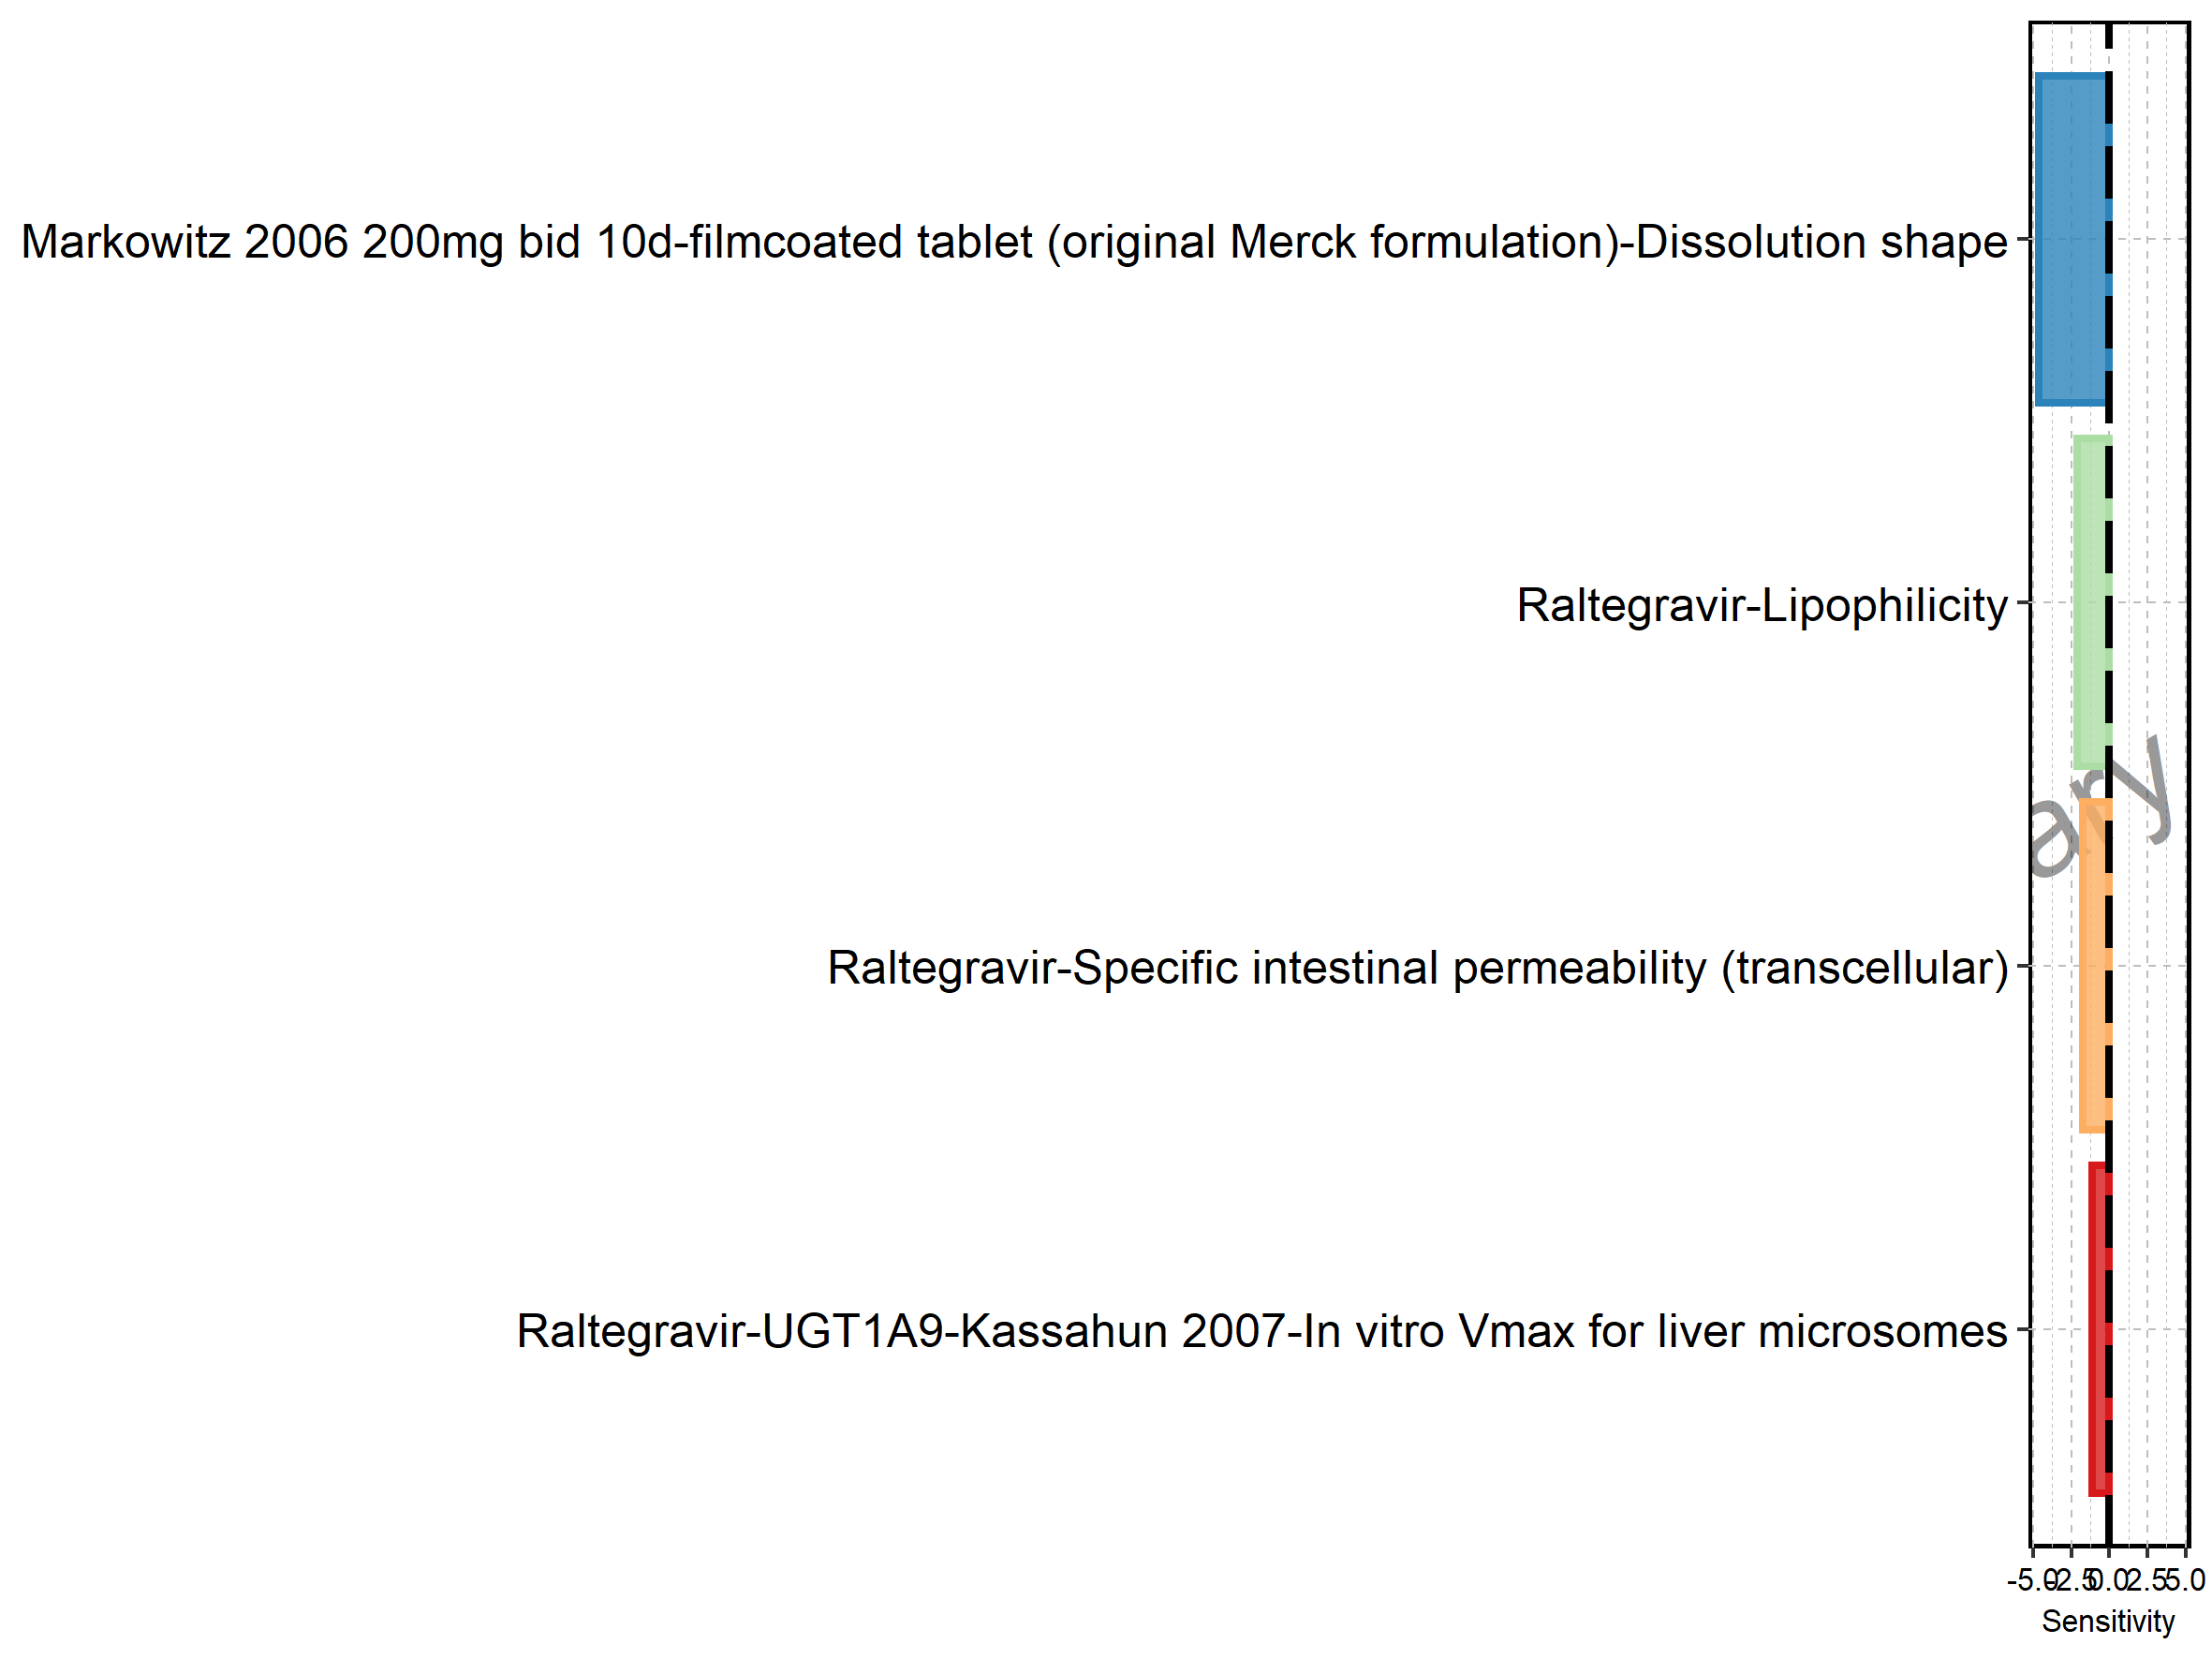 Markowitz 2006 200mg bid 10d-filmcoated tablet (original Merck formulation)-Dissolution shape
Raltegravir-Lipophilicity
ary
Raltegravir-Specific intestinal permeability (transcellular)
Raltegravir-UGT1A9-Kassahun 2007-In vitro Vmax for liver microsomes
-5.0 -2.5 0.0 2.5 5.0
Sensitivity